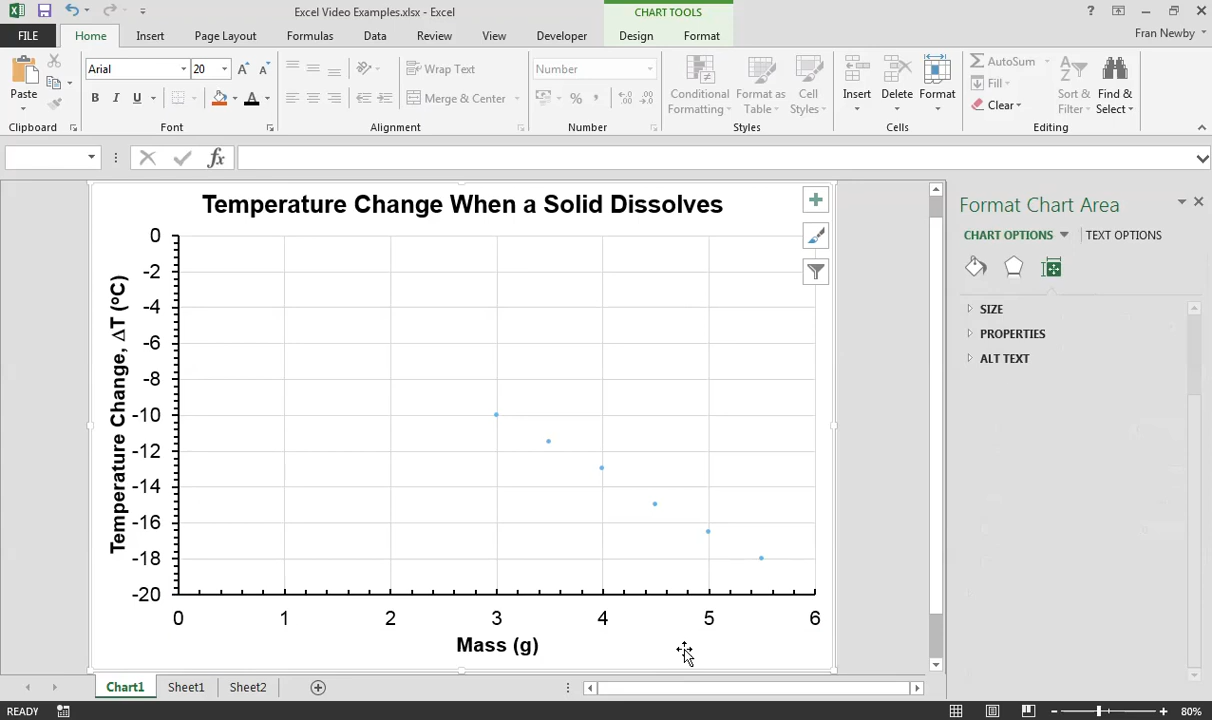 Excel Video Examples.xlsx - Excel
CHART TOOLS
FILE Home Insert Page Layout Formulas Data Review View Developer Design Format
Fran Newby
Paste
Arial 20
B I U A
Wrap Text
Merge & Center
Number
%
Conditional Formatting
Format as Table
Cell Styles
Insert
Delete
Format
AutoSum
Fill
Clear
Sort & Filter
Find & Select
Clipboard Font Alignment Number Styles Cells Editing
fx
Temperature Change When a Solid Dissolves
Temperature Change, ΔT (°C)
0
-2
-4
-6
-8
-10
-12
-14
-16
-18
-20
0 1 2 3 4 5 6
Mass (g)
Format Chart Area
CHART OPTIONS TEXT OPTIONS
SIZE
PROPERTIES
ALT TEXT
Chart1 Sheet1 Sheet2
READY
80%